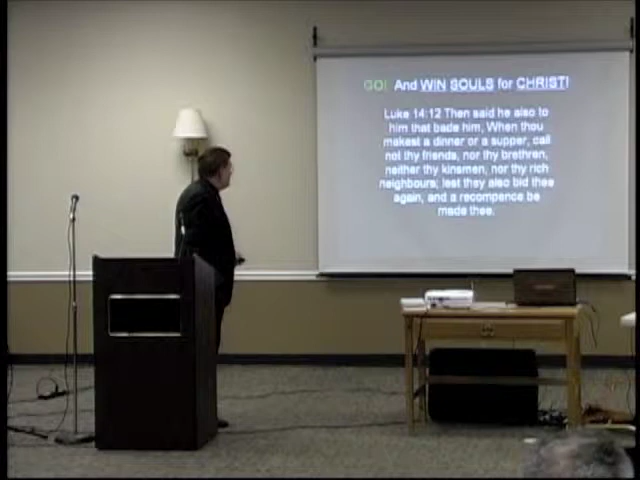 GO! And WIN SOULS for CHRIST!
Luke 14:12 Then said he also to
him that bade him, When thou
makest a dinner or a supper, call
not thy friends, nor thy brethren,
neither thy kinsmen, nor thy rich
neighbours; lest they also bid thee
again, and a recompence be
made thee.